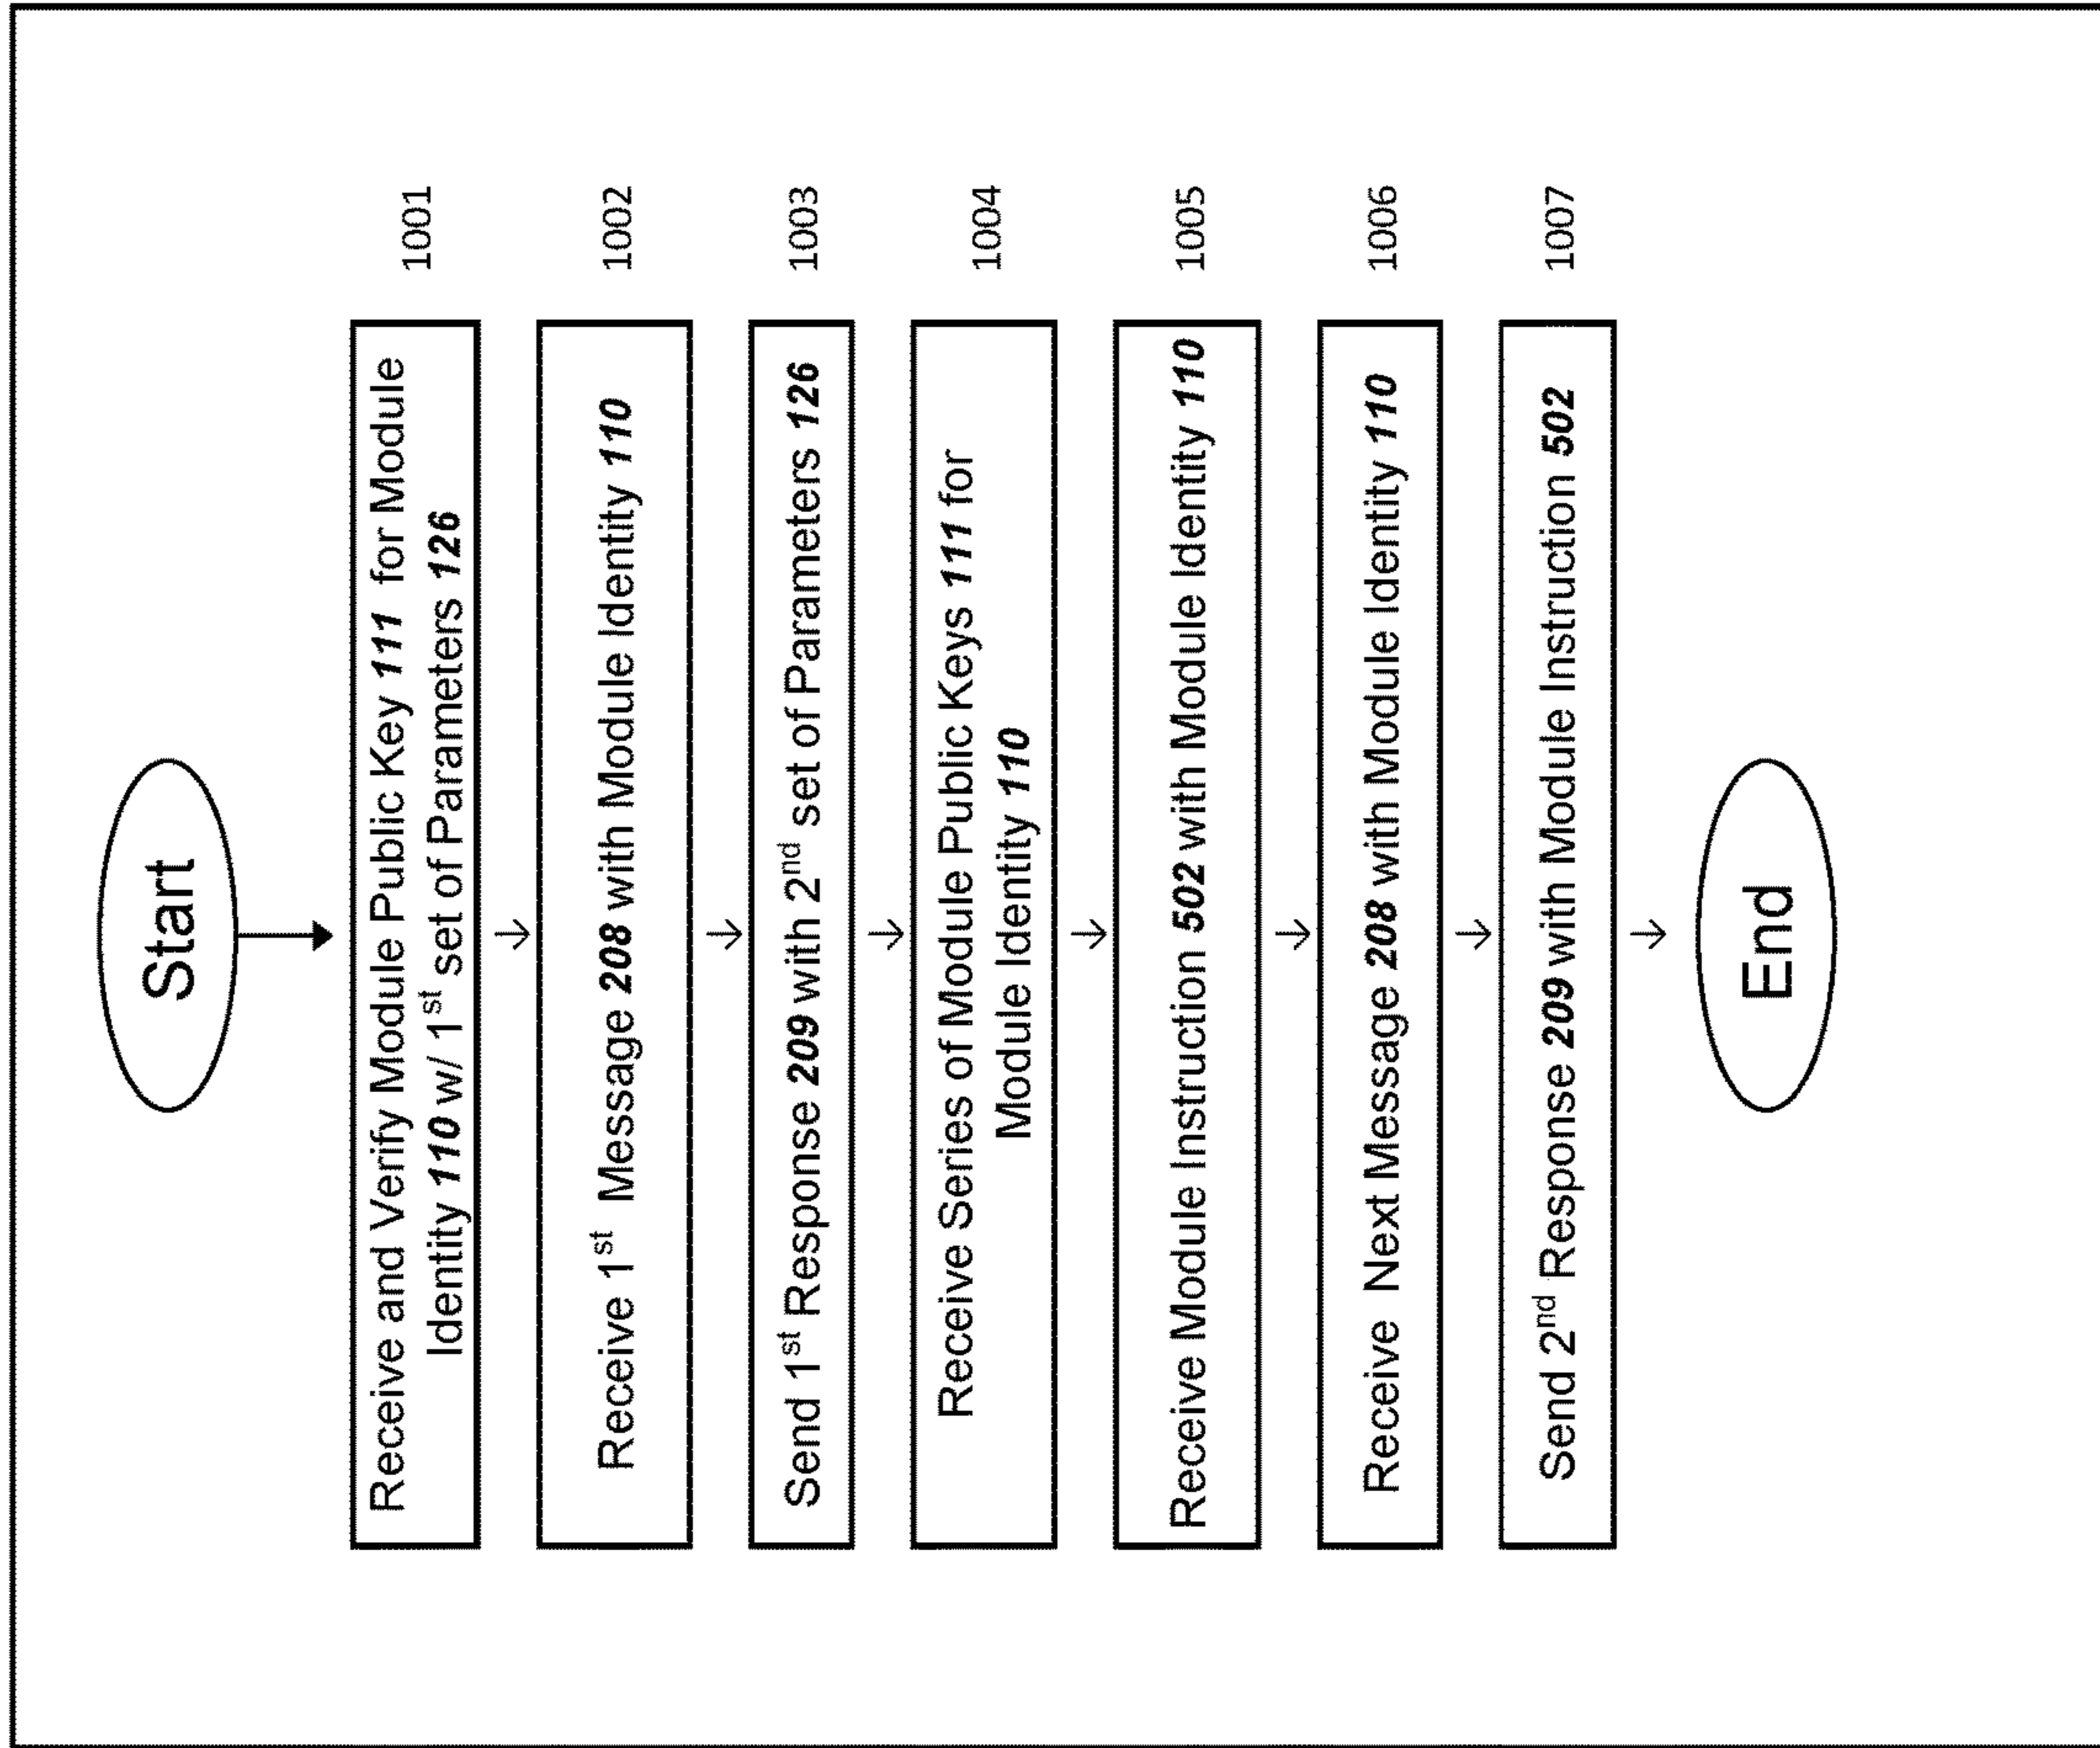 Start
Receive and Verify Module Public Key 111 for Module
Identity 110 w/ 1st set of Parameters 126
1001
Receive 1st Message 208 with Module Identity 110
1002
Send 1st Response 209 with 2nd set of Parameters 126
1003
Receive Series of Module Public Keys 111 for
Module Identity 110
1004
Receive Module Instruction 502 with Module Identity 110
1005
Receive Next Message 208 with Module Identity 110
1006
Send 2nd Response 209 with Module Instruction 502
1007
End